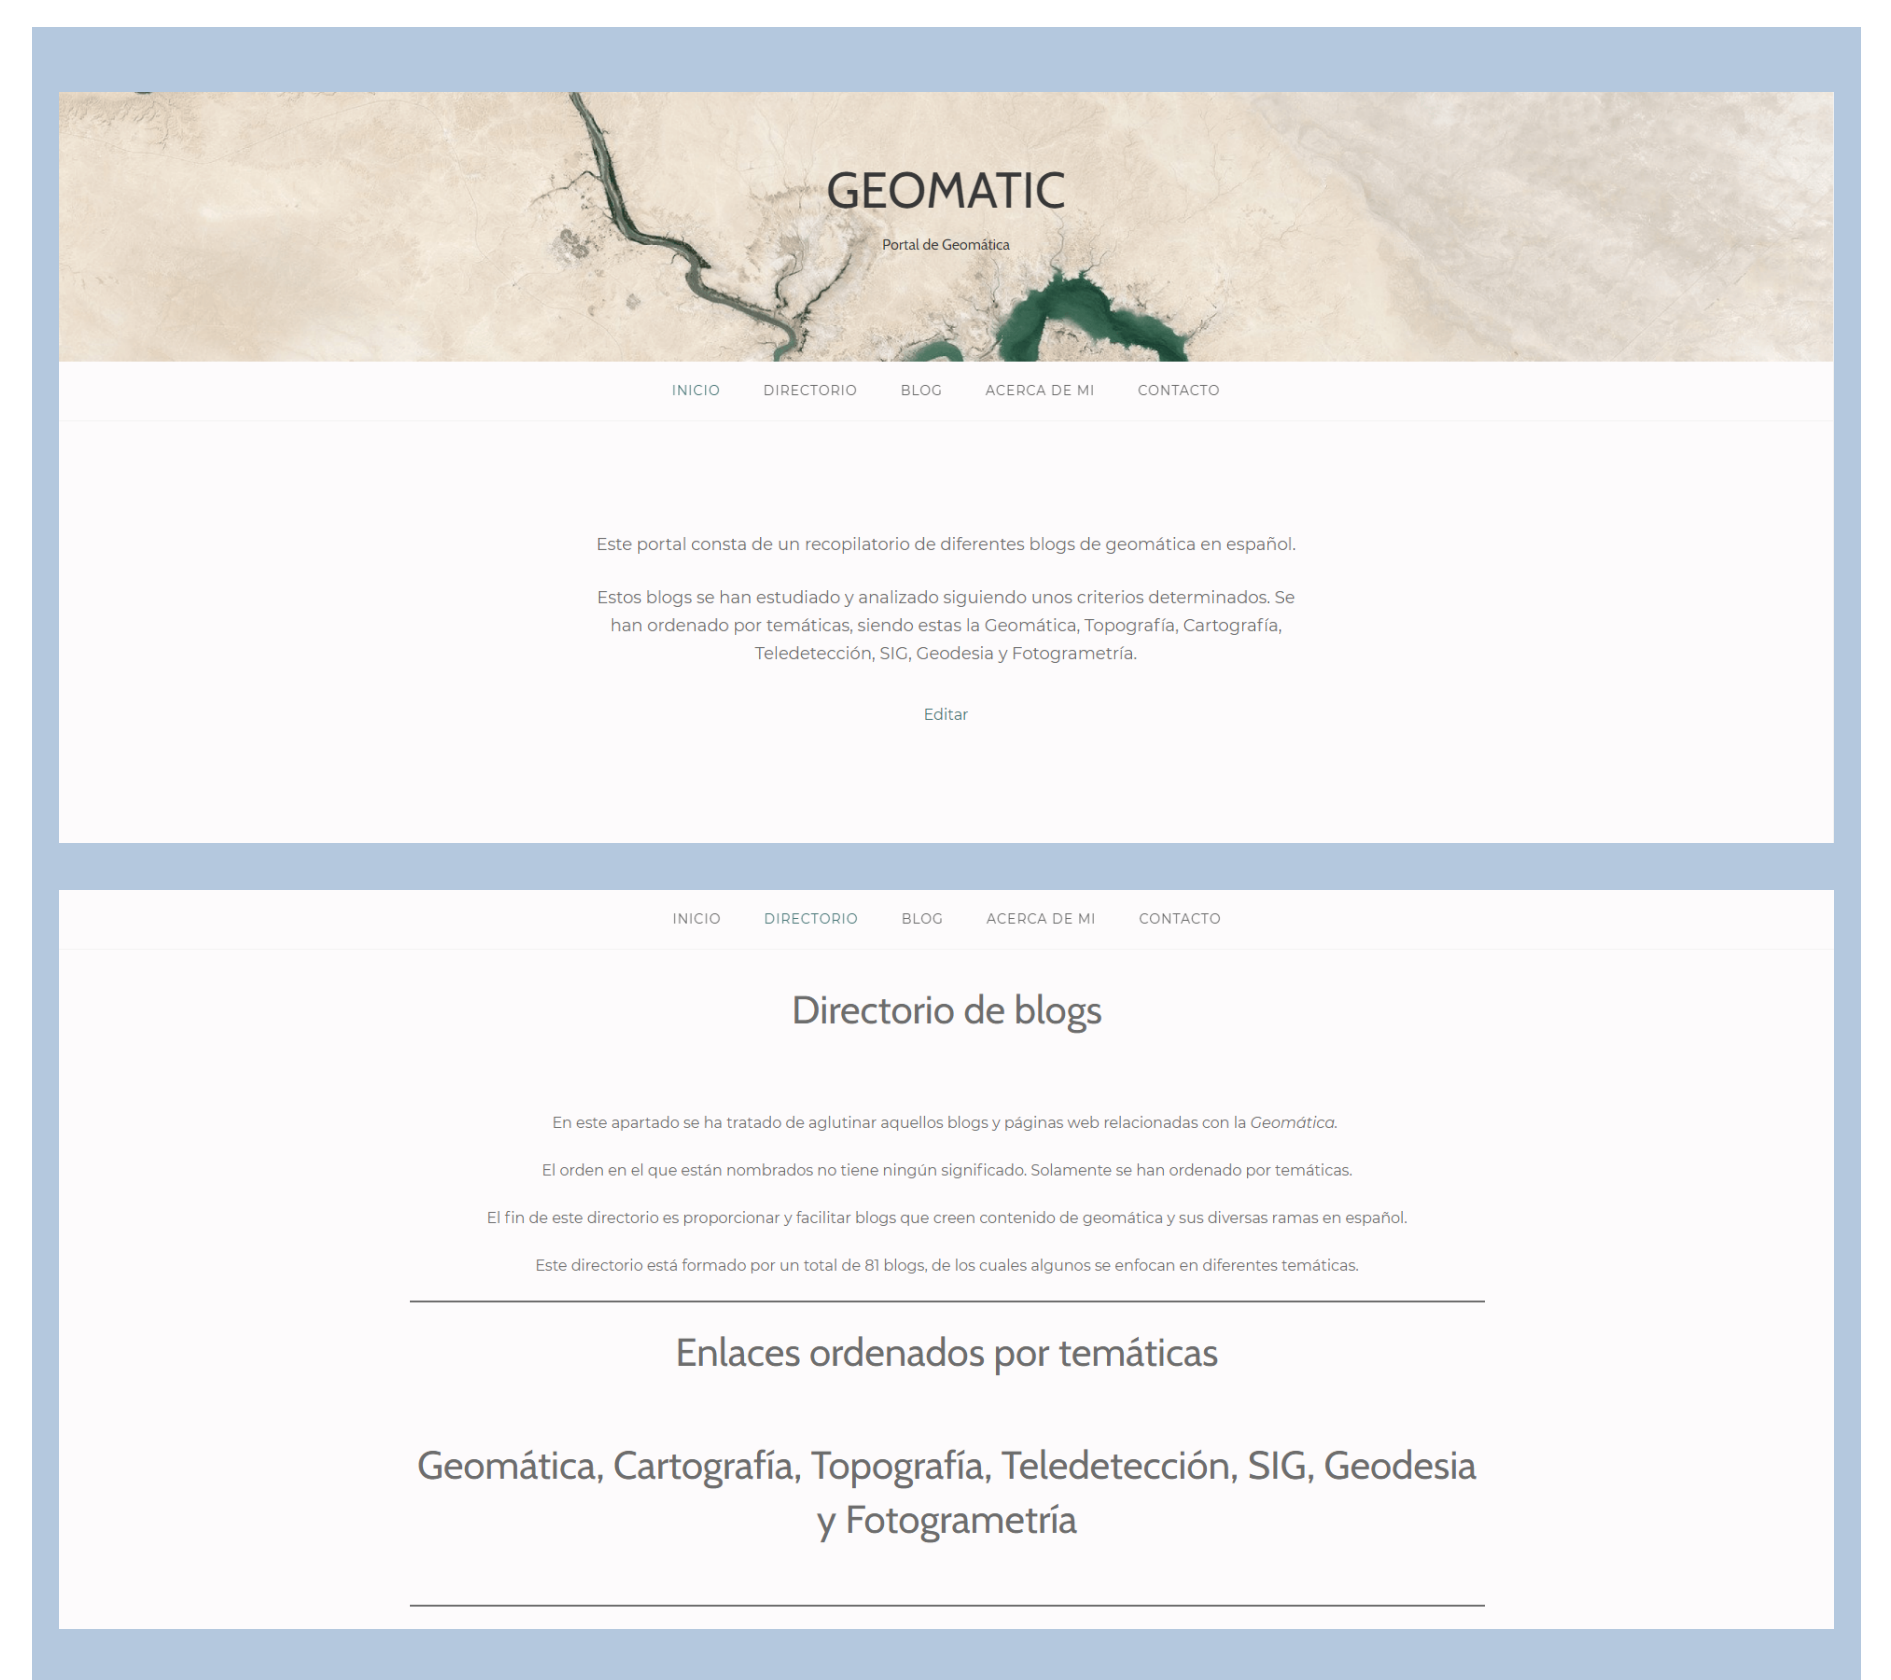 GEOMATIC
Portal de Geomática
INICIO DIRECTORIO BLOG ACERCA DE MI CONTACTO
Este portal consta de un recopilatorio de diferentes blogs de geomática en español.
Estos blogs se han estudiado y analizado siguiendo unos criterios determinados. Se
han ordenado por temáticas, siendo estas la Geomática, Topografía, Cartografía,
Teledetección, SIG, Geodesia y Fotogrametría.
Editar
INICIO DIRECTORIO BLOG ACERCA DE MI CONTACTO
Directorio de blogs
En este apartado se ha tratado de aglutinar aquellos blogs y páginas web relacionadas con la Geomática.
El orden en el que están nombrados no tiene ningún significado. Solamente se han ordenado por temáticas.
El fin de este directorio es proporcionar y facilitar blogs que creen contenido de geomática y sus diversas ramas en español.
Este directorio está formado por un total de 81 blogs, de los cuales algunos se enfocan en diferentes temáticas.
Enlaces ordenados por temáticas
Geomática, Cartografía, Topografía, Teledetección, SIG, Geodesia
y Fotogrametría